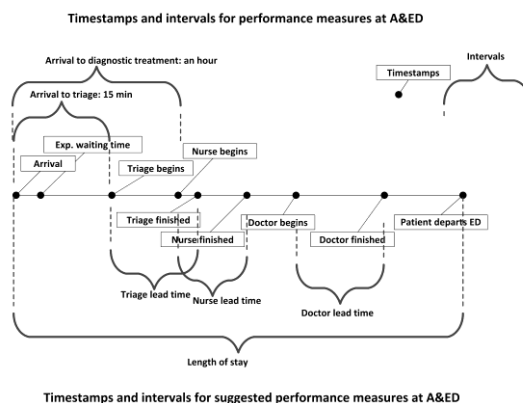 Timestamps and intervals for performance measures at A&ED
Intervals
Arrival to diagnostic treatment: an hour
Timestamps
Arrival to triage: 15 min
Exp. waiting time
Nurse begins
Arrival
Triage begins
Triage finished
Doctor begins
Patient departs ED
Nurse finished
Doctor finished
Triage lead time
Nurse lead time
Doctor lead time
Length of stay
Timestamps and intervals for suggested performance measures at A&ED